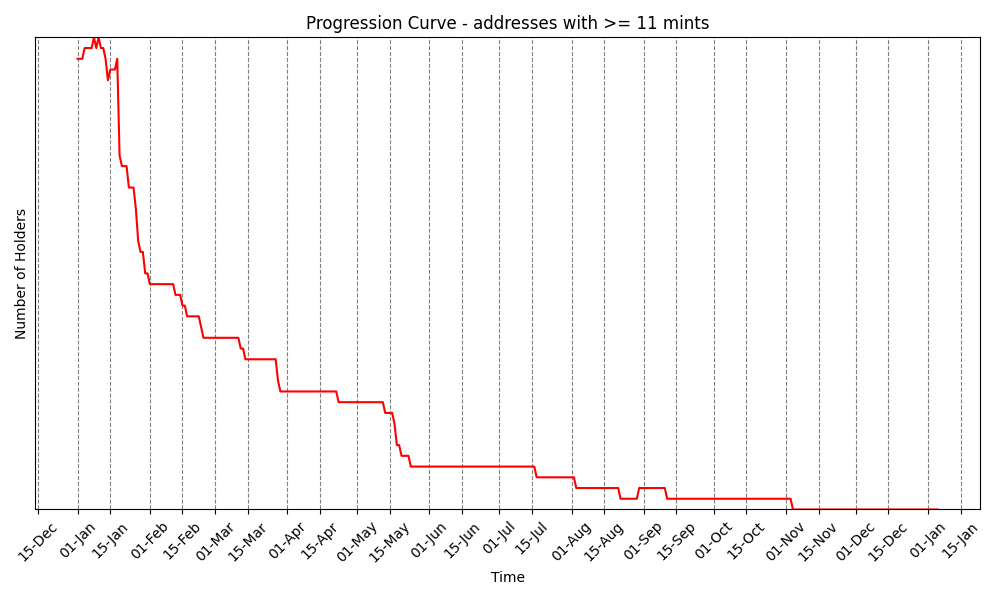 Progression Curve - addresses with >= 11 mints
Number of Holders
15-Dec
01-Jan
15-Jan
01-Feb
15-Feb
01-Mar
15-Mar
01-Apr
15-Apr
01-May
15-May
01-Jun
15-Jun
01-Jul
15-Jul
01-Aug
15-Aug
01-Sep
15-Sep
01-Oct
15-Oct
01-Nov
15-Nov
01-Dec
15-Dec
01-Jan
15-Jan
Time